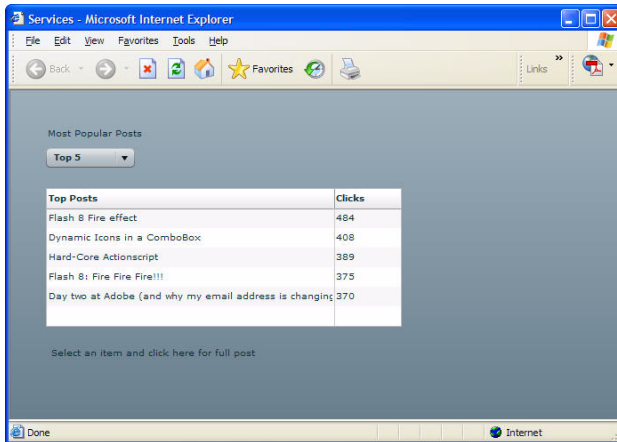 Services - Microsoft Internet Explorer
File Edit View Favorites Tools Help
Back Favorites Links »
Most Popular Posts
Top 5
Top Posts Clicks
Flash 8 Fire effect 484
Dynamic Icons in a ComboBox 408
Hard-Core Actionscript 389
Flash 8: Fire Fire Fire!!! 375
Day two at Adobe (and why my email address is changing 370
Select an item and click here for full post
Done Internet